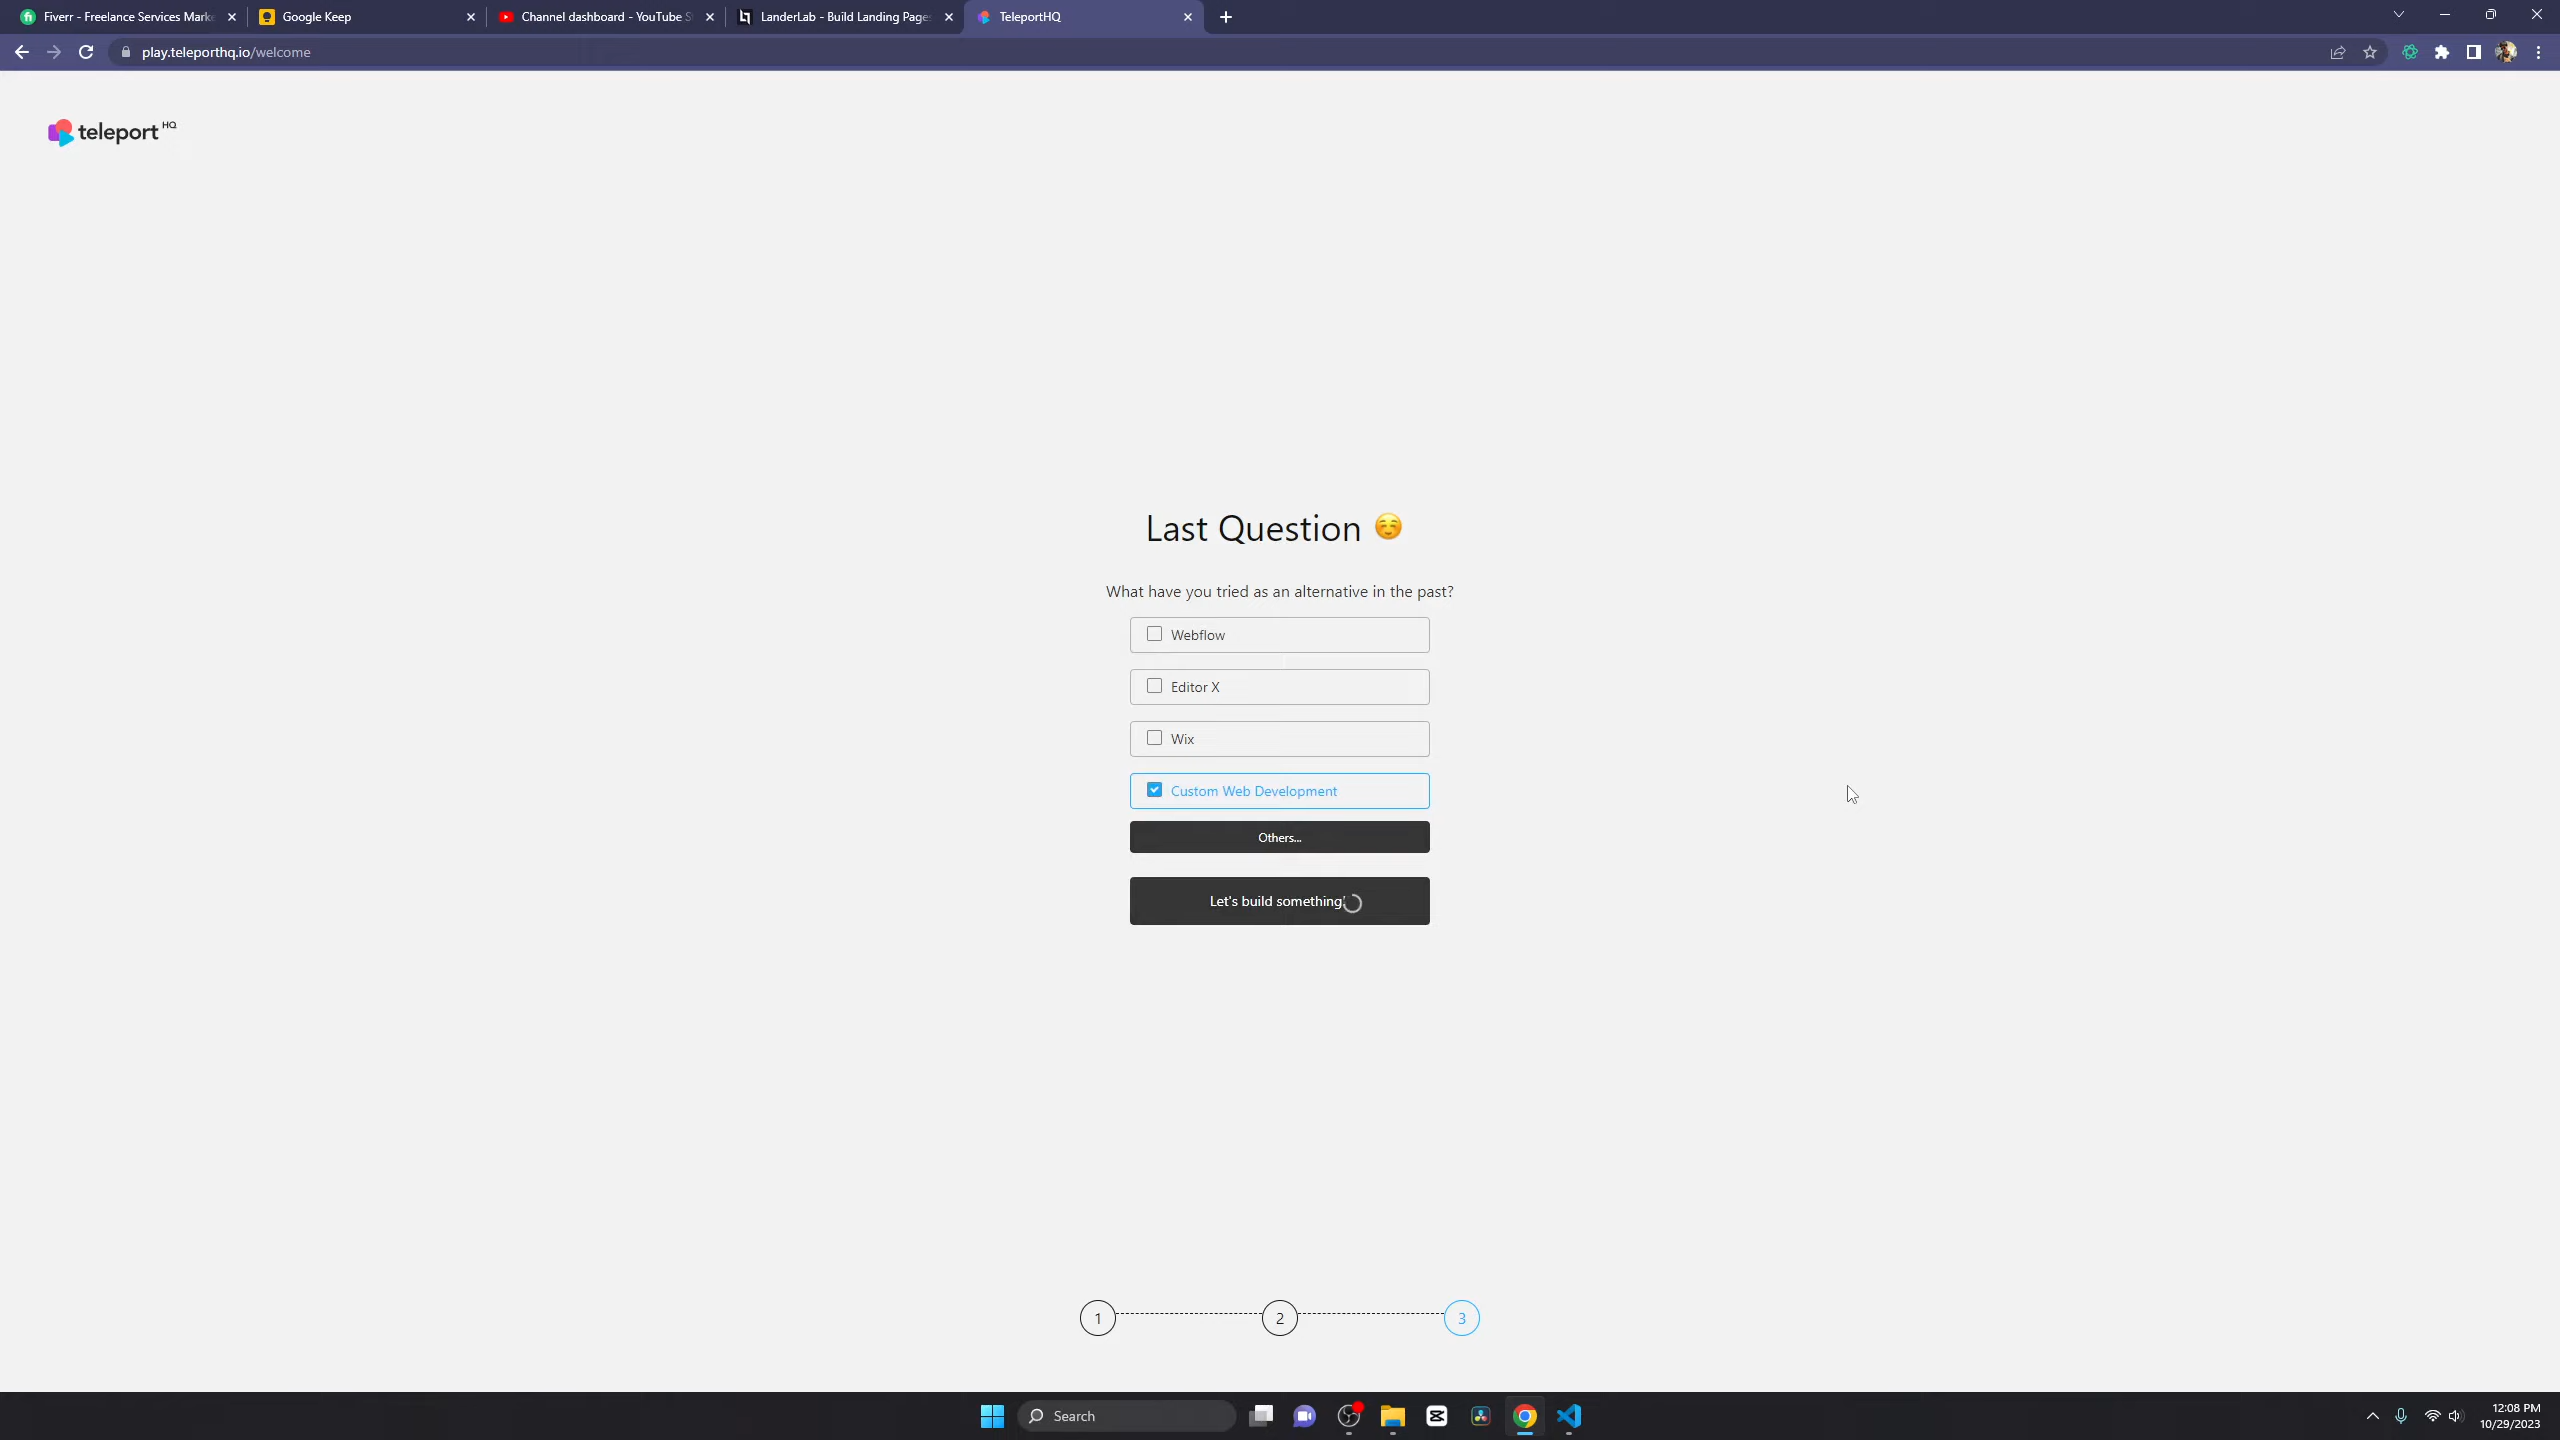 Fiverr - Freelance Services Marke
Google Keep
Channel dashboard - YouTube S
LanderLab - Build Landing Pages
TeleportHQ
play.teleporthq.io/welcome
teleport HQ
Last Question ☺️
What have you tried as an alternative in the past?
Webflow
Editor X
Wix
Custom Web Development
Others...
Let's build something!
1
2
3
Search
12:08 PM
10/29/2023